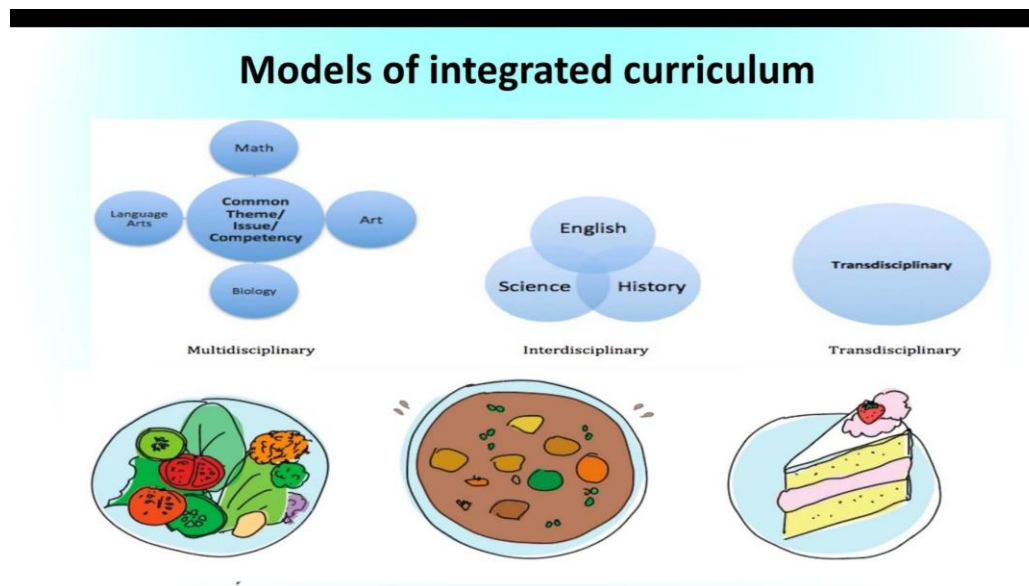 Models of integrated curriculum
Math
Language
Arts
Common
Theme/
Issue/
Competency
Art
Biology
Multidisciplinary
English
Science
History
Interdisciplinary
Transdisciplinary
Transdisciplinary